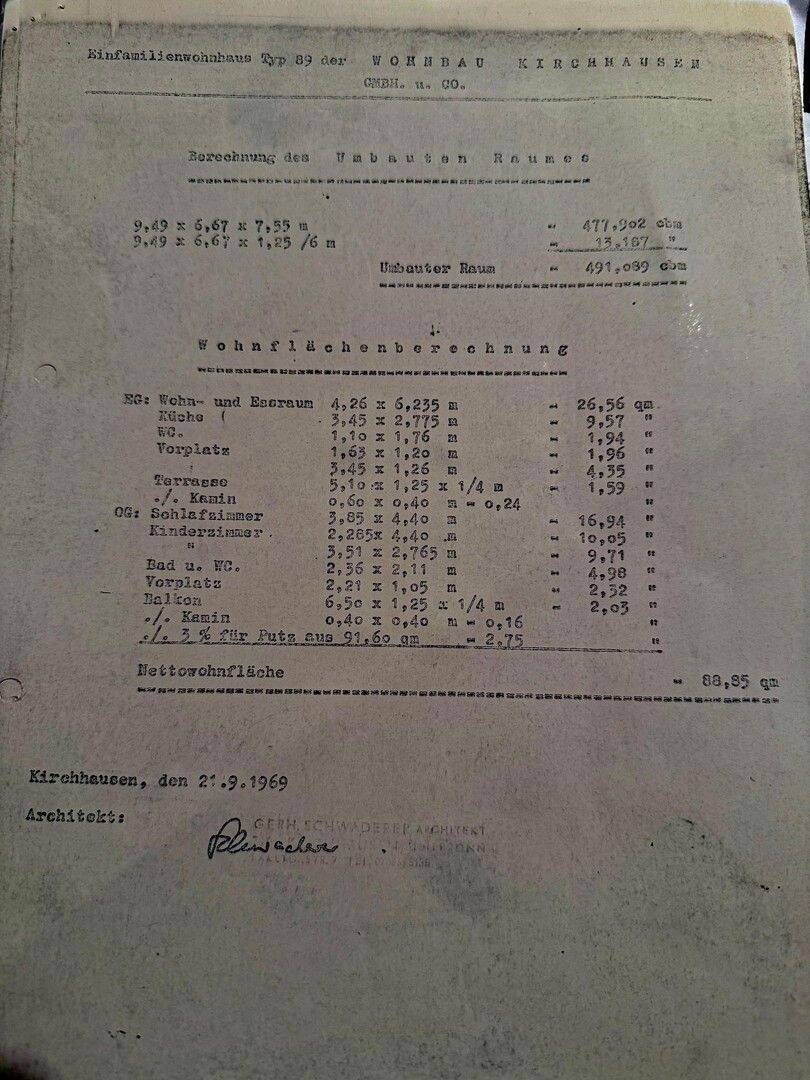 Einfamilienwohnhaus Typ 89 der WOHNBAU KIRCHHAUSEN
GMBH. u. CO.
Berechnung des Umbauten Raumes
9,49 x 6,67 x 7,55 m = 477,902 cbm
9,49 x 6,67 x 1,25 /6 m = 13,187 "
Umbauter Raum = 491,089 cbm
Wohnflächenberechnung
EG: Wohn- und Essraum 4,26 x 6,235 m = 26,56 qm
Küche ( 3,45 x 2,775 m = 9,57 "
WC. 1,10 x 1,76 m = 1,94 "
Vorplatz 1,63 x 1,20 m = 1,96 "
" 3,45 x 1,26 m = 4,35 "
Terrasse 5,10 x 1,25 x 1/4 m = 1,59 "
./. Kamin 0,60 x 0,40 m = 0,24 "
OG: Schlafzimmer 3,85 x 4,40 m = 16,94 "
Kinderzimmer 2,285x 4,40 m = 10,05 "
" 3,51 x 2,765 m = 9,71 "
Bad u. WC. 2,36 x 2,11 m = 4,98 "
Vorplatz 2,21 x 1,05 m = 2,32 "
Balkon 6,50 x 1,25 x 1/4 m = 2,03 "
./. Kamin 0,40 x 0,40 m = 0,16 "
./. 3 % für Putz aus 91,60 qm = 2,75 "
Nettowohnfläche = 88,85 qm
Kirchhausen, den 21.9.1969
Architekt:
GERH. SCHWADERER ARCHITEKT